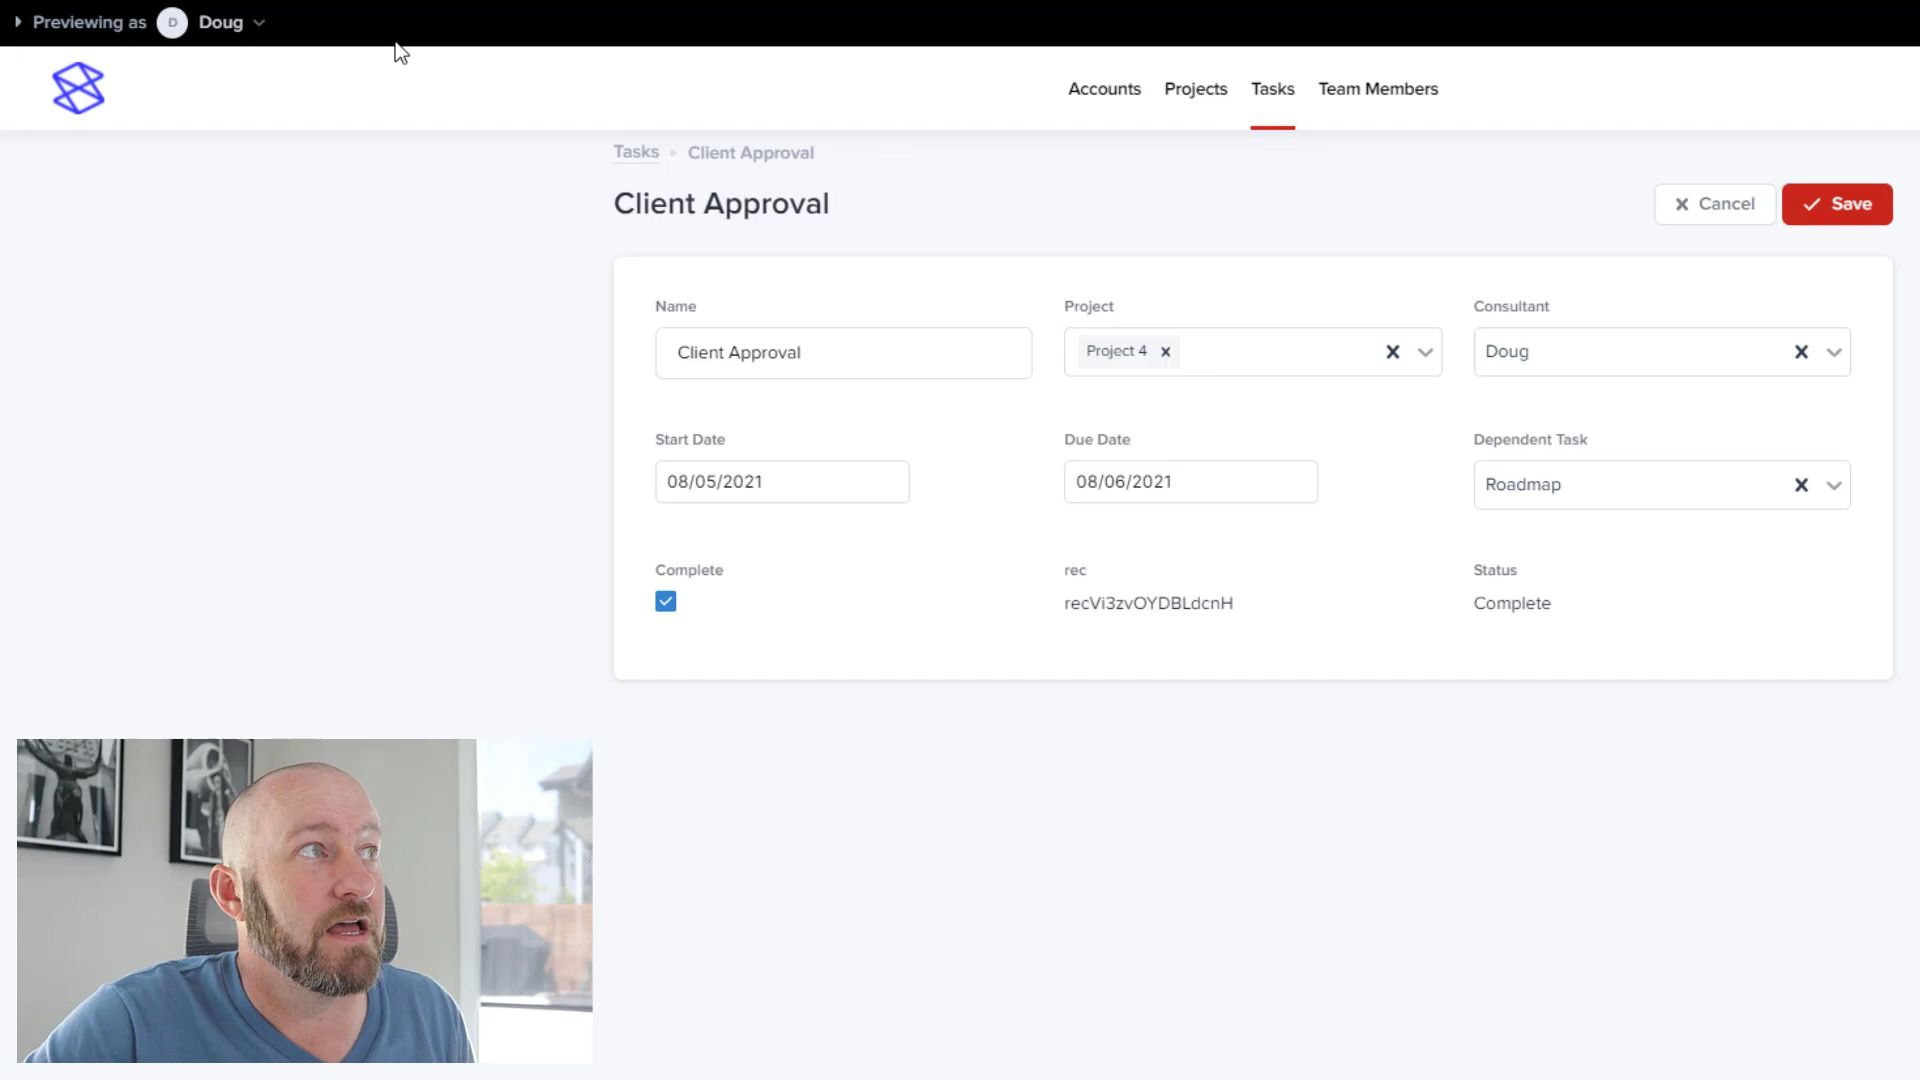 Previewing as D Doug
Accounts Projects Tasks Team Members
Tasks Client Approval
Client Approval
Cancel Save
Name Project Consultant
Client Approval Project 4 Doug
Start Date Due Date Dependent Task
08/05/2021 08/06/2021 Roadmap
Complete rec Status
recVi3zvOYDBLdcnH Complete